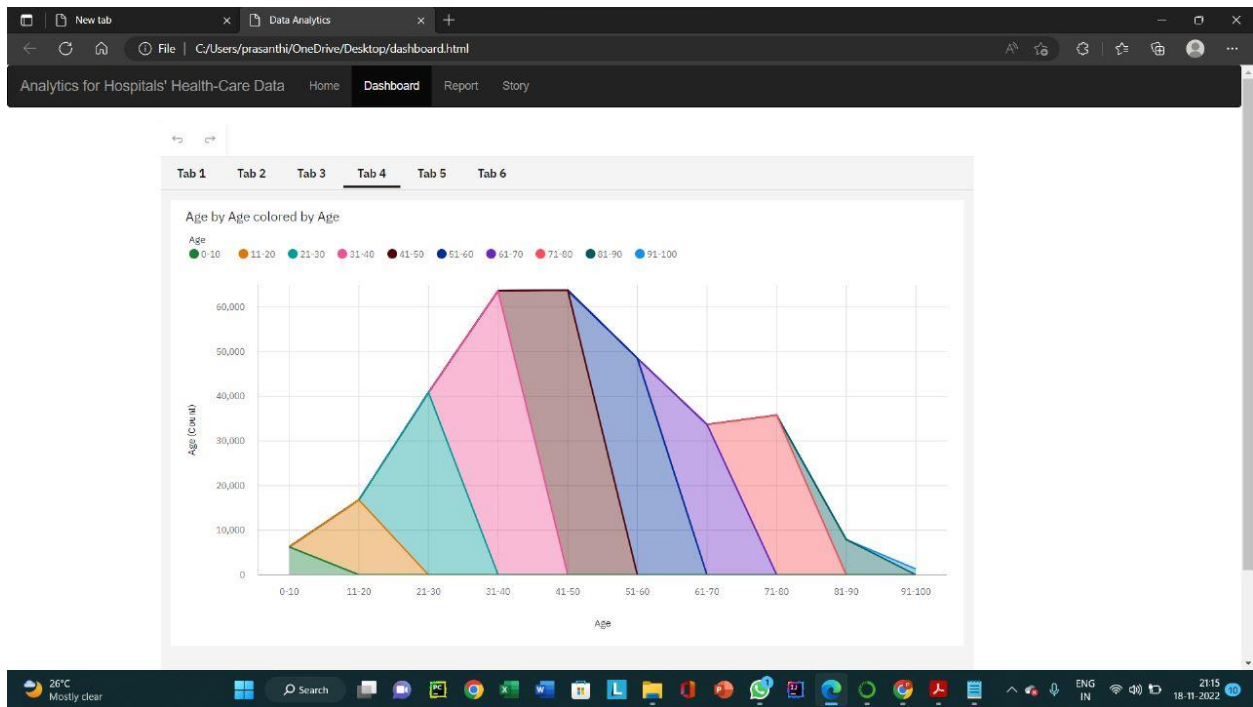 New tab
Data Analytics
File | C:/Users/prasanthi/OneDrive/Desktop/dashboard.html
Analytics for Hospitals' Health-Care Data Home Dashboard Report Story
Tab 1 Tab 2 Tab 3 Tab 4 Tab 5 Tab 6
Age by Age colored by Age
Age
0-10 11-20 21-30 31-40 41-50 51-60 61-70 71-80 81-90 91-100
60,000
50,000
40,000
30,000
20,000
10,000
0
Age (Count)
0-10 11-20 21-30 31-40 41-50 51-60 61-70 71-80 81-90 91-100
Age
26°C
Mostly clear
Search
ENG
IN
21:15
18-11-2022